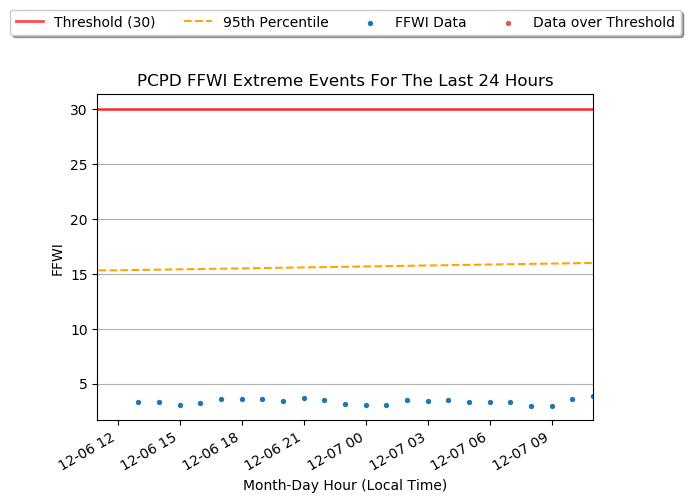 Threshold (30) 95th Percentile FFWI Data Data over Threshold
PCPD FFWI Extreme Events For The Last 24 Hours
30
25
20
15
10
5
FFWI
12-06 12 12-06 15 12-06 18 12-06 21 12-07 00 12-07 03 12-07 06 12-07 09
Month-Day Hour (Local Time)